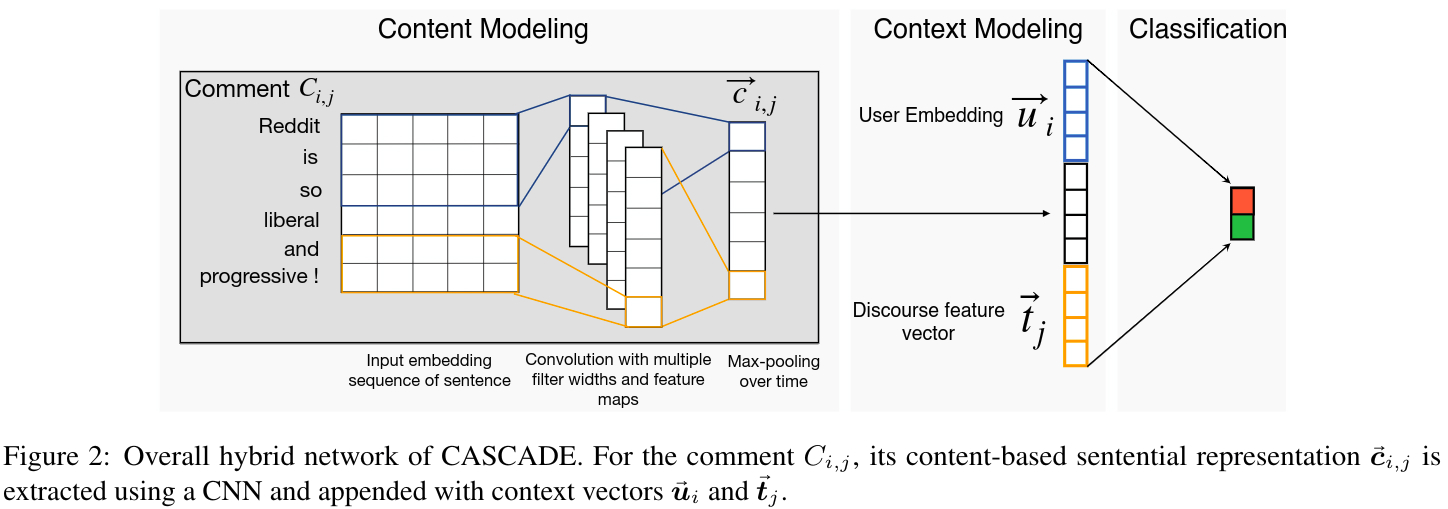 Content Modeling
Context Modeling
Classification
Comment C_{i,j}
Reddit
is
so
liberal
and
progressive !
\vec{c}_{i,j}
Input embedding
sequence of sentence
Convolution with multiple
filter widths and feature
maps
Max-pooling
over time
User Embedding \vec{u}_i
Discourse feature
vector
\vec{t}_j
Figure 2: Overall hybrid network of CASCADE. For the comment C_{i,j}, its content-based sentential representation \vec{c}_{i,j} is
extracted using a CNN and appended with context vectors \vec{u}_i and \vec{t}_j.